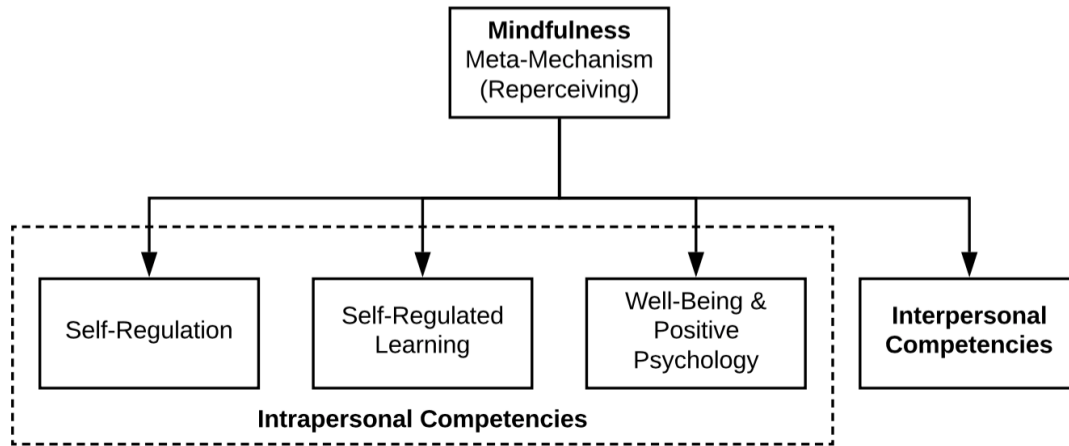 Mindfulness
Meta-Mechanism
(Reperceiving)
Self-Regulation
Self-Regulated
Learning
Well-Being &
Positive
Psychology
Interpersonal
Competencies
Intrapersonal Competencies